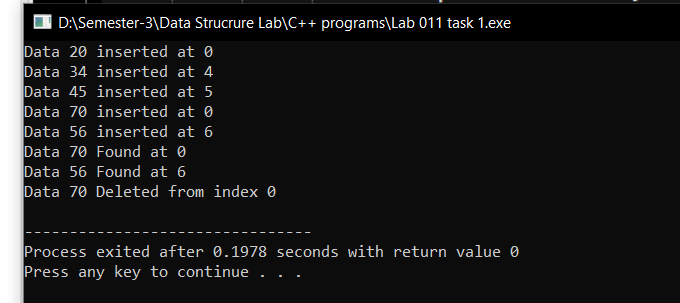 D:\Semester-3\Data Strucrure Lab\C++ programs\Lab 011 task 1.exe
Data 20 inserted at 0
Data 34 inserted at 4
Data 45 inserted at 5
Data 70 inserted at 0
Data 56 inserted at 6
Data 70 Found at 0
Data 56 Found at 6
Data 70 Deleted from index 0
--------------------------------
Process exited after 0.1978 seconds with return value 0
Press any key to continue . . .